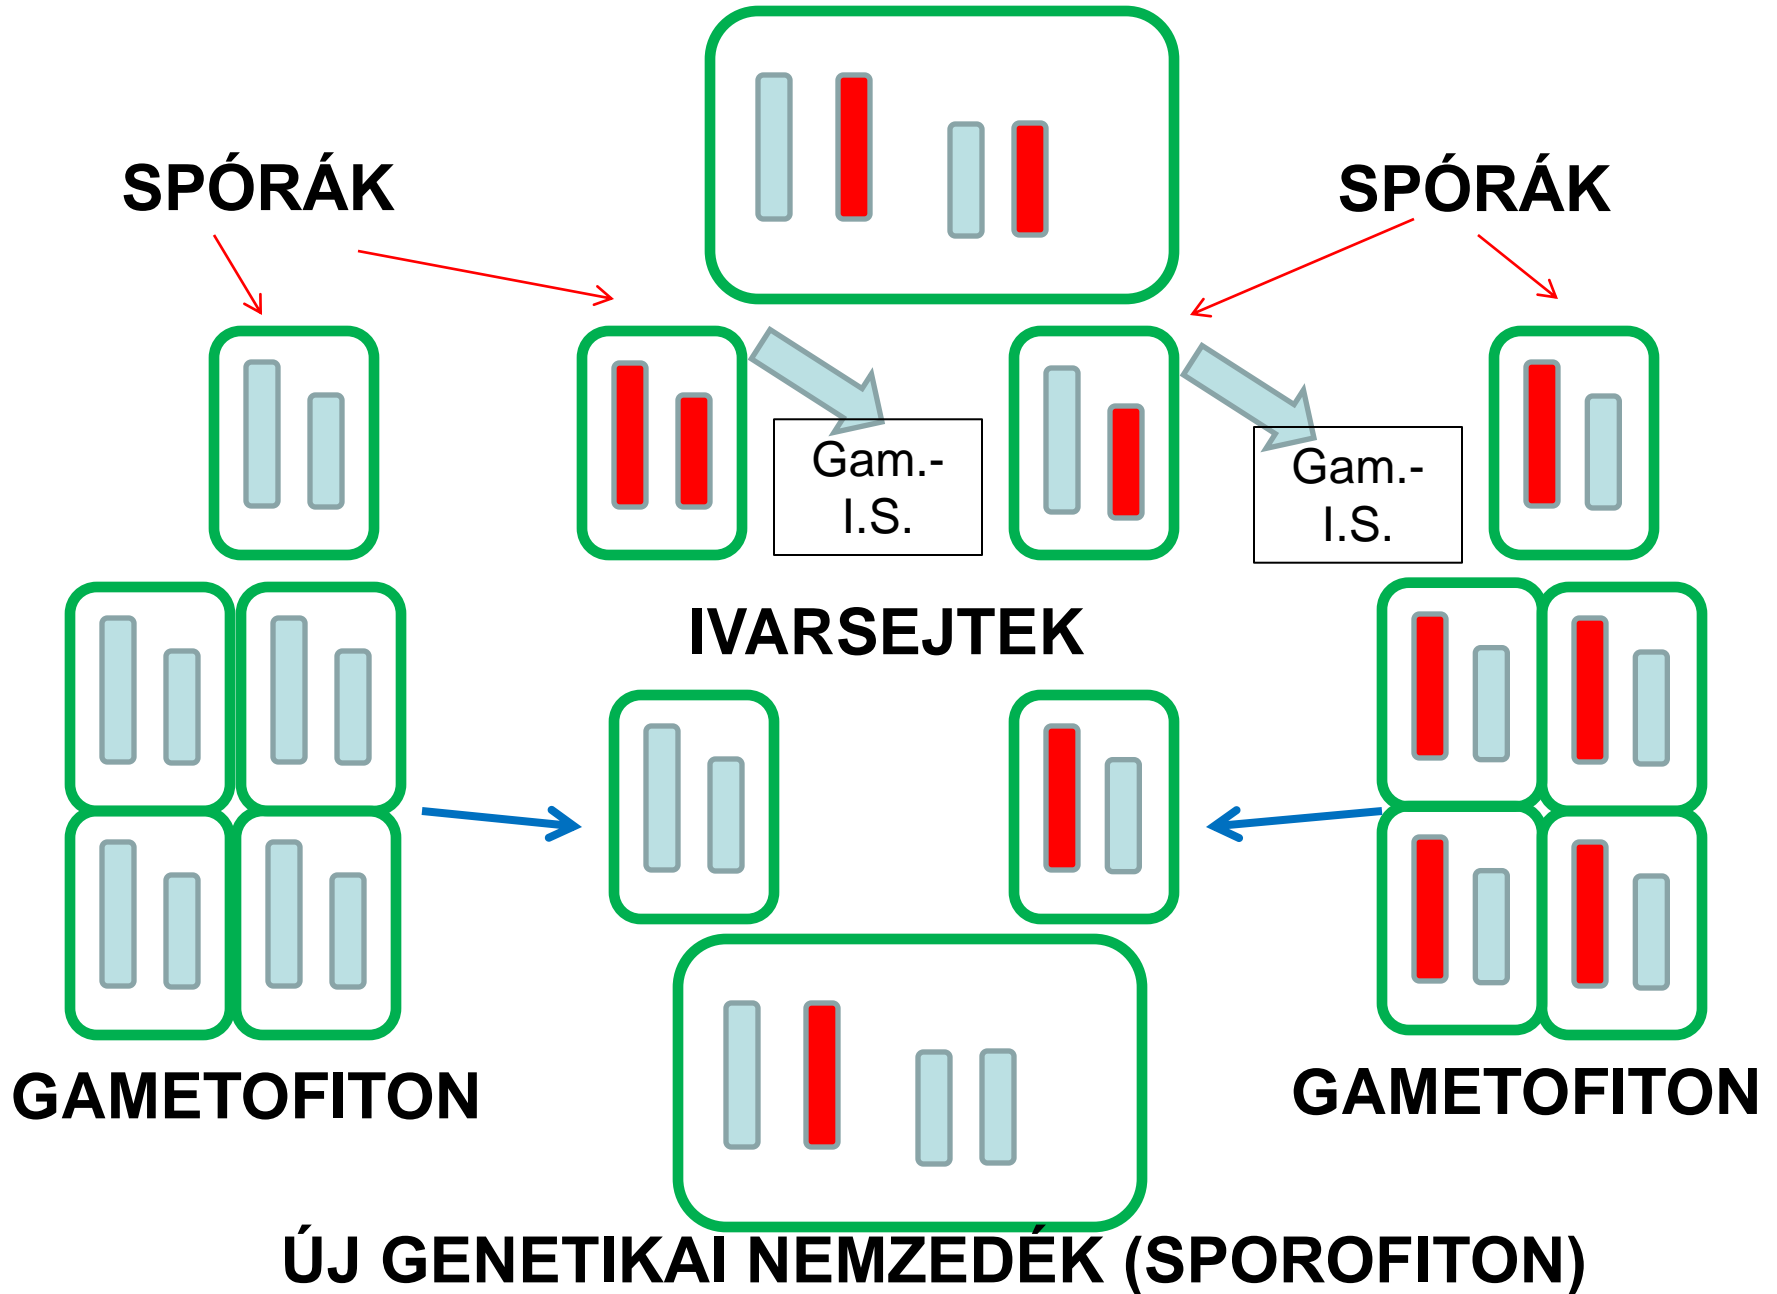 SPÓRÁK
SPÓRÁK
Gam.-
I.S.
Gam.-
I.S.
IVARSEJTEK
GAMETOFITON
GAMETOFITON
ÚJ GENETIKAI NEMZEDÉK (SPOROFITON)